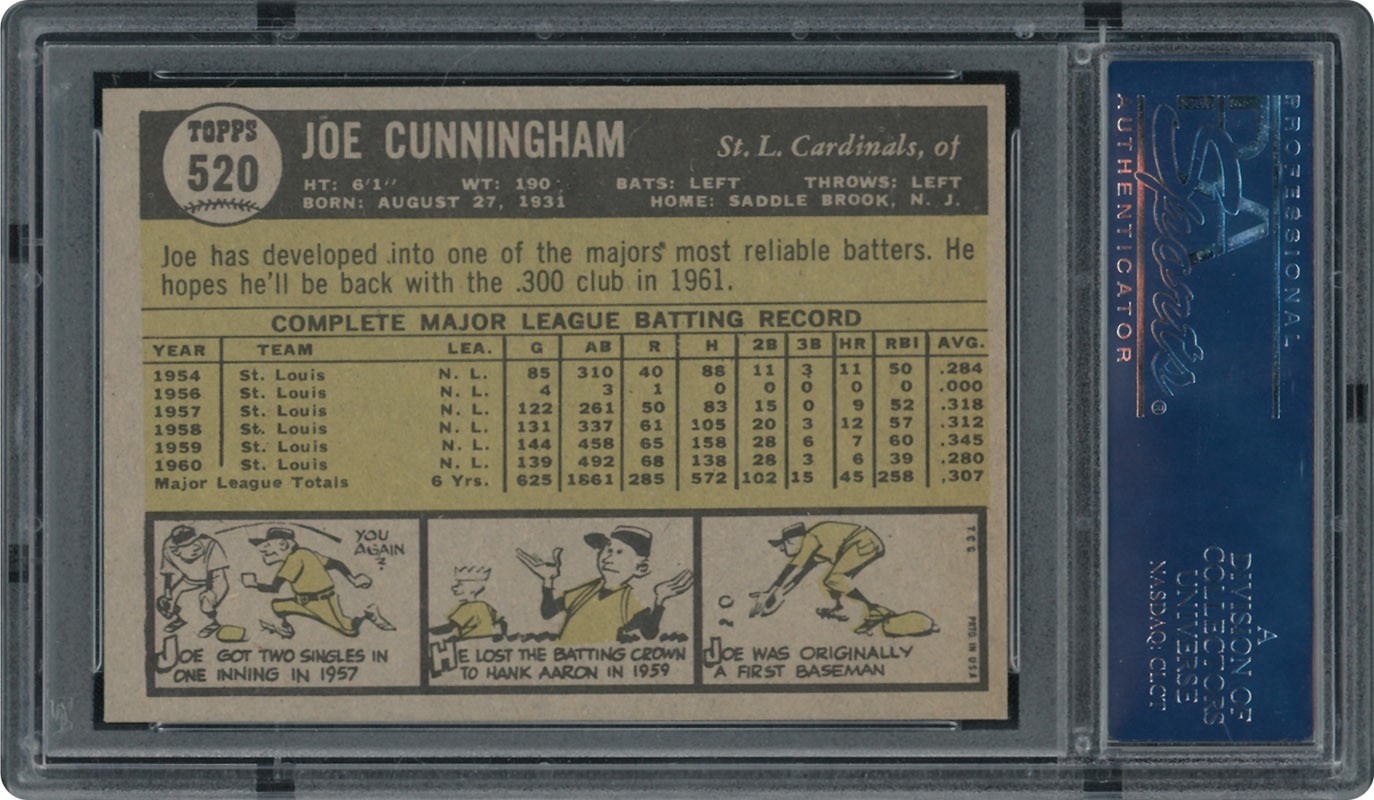 TOPPS
520
JOE CUNNINGHAM
St. L. Cardinals, of
HT: 6'1" WT: 190 BATS: LEFT THROWS: LEFT
BORN: AUGUST 27, 1931 HOME: SADDLE BROOK, N. J.
Joe has developed into one of the majors' most reliable batters. He
hopes he'll be back with the .300 club in 1961.
COMPLETE MAJOR LEAGUE BATTING RECORD
YEAR TEAM LEA. G AB R H 2B 3B HR RBI AVG.
1954 St. Louis N. L. 85 310 40 88 11 3 11 50 .284
1956 St. Louis N. L. 4 3 1 0 0 0 0 0 .000
1957 St. Louis N. L. 122 261 50 83 15 0 9 52 .318
1958 St. Louis N. L. 131 337 61 105 20 3 12 57 .312
1959 St. Louis N. L. 144 458 65 158 28 6 7 60 .345
1960 St. Louis N. L. 139 492 68 138 28 3 6 39 .280
Major League Totals 6 Yrs. 625 1861 285 572 102 15 45 258 .307
YOU
AGAIN
?
JOE GOT TWO SINGLES IN
ONE INNING IN 1957
HE LOST THE BATTING CROWN
TO HANK AARON IN 1959
JOE WAS ORIGINALLY
A FIRST BASEMAN
T.C.G.
PRTD. IN USA
PROFESSIONAL
PSA
Sports®
AUTHENTICATOR
A
DIVISION OF
COLLECTORS
UNIVERSE
NASDAQ: CLCT